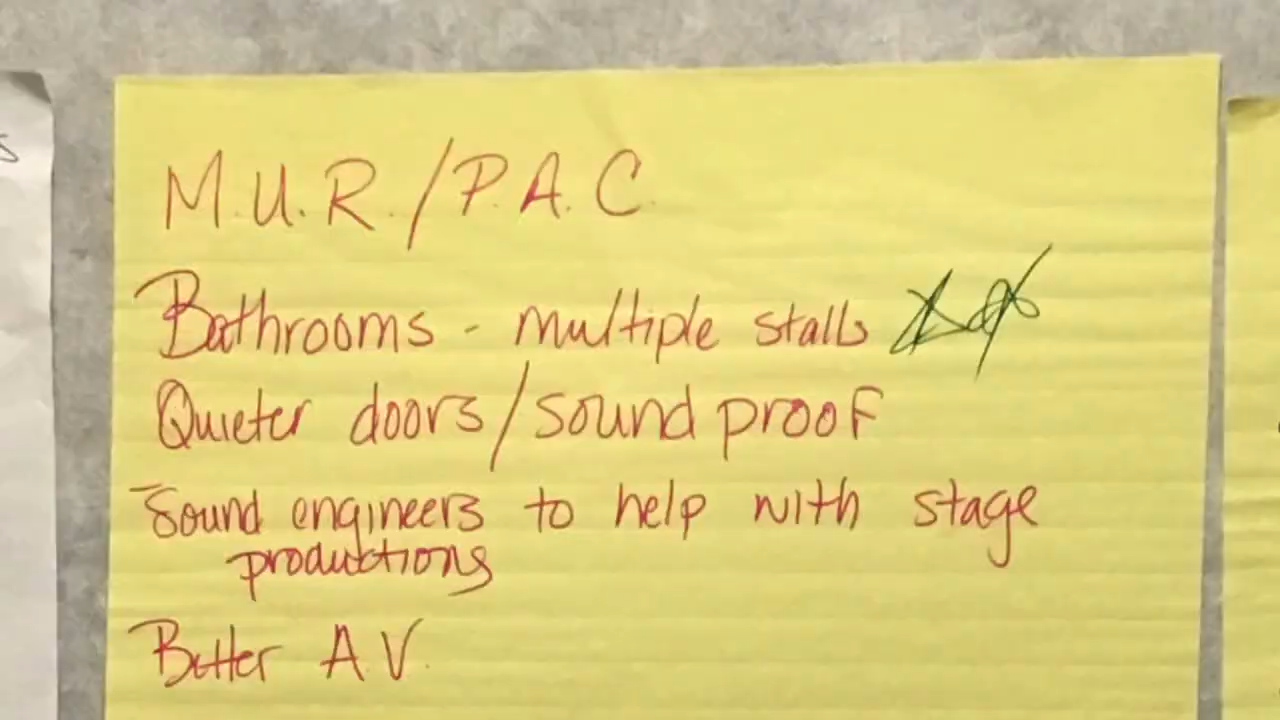 M.U.R./P.A.C.
Bathrooms - multiple stalls
Quieter doors/sound proof
Sound engineers to help with stage
productions
Better A.V.